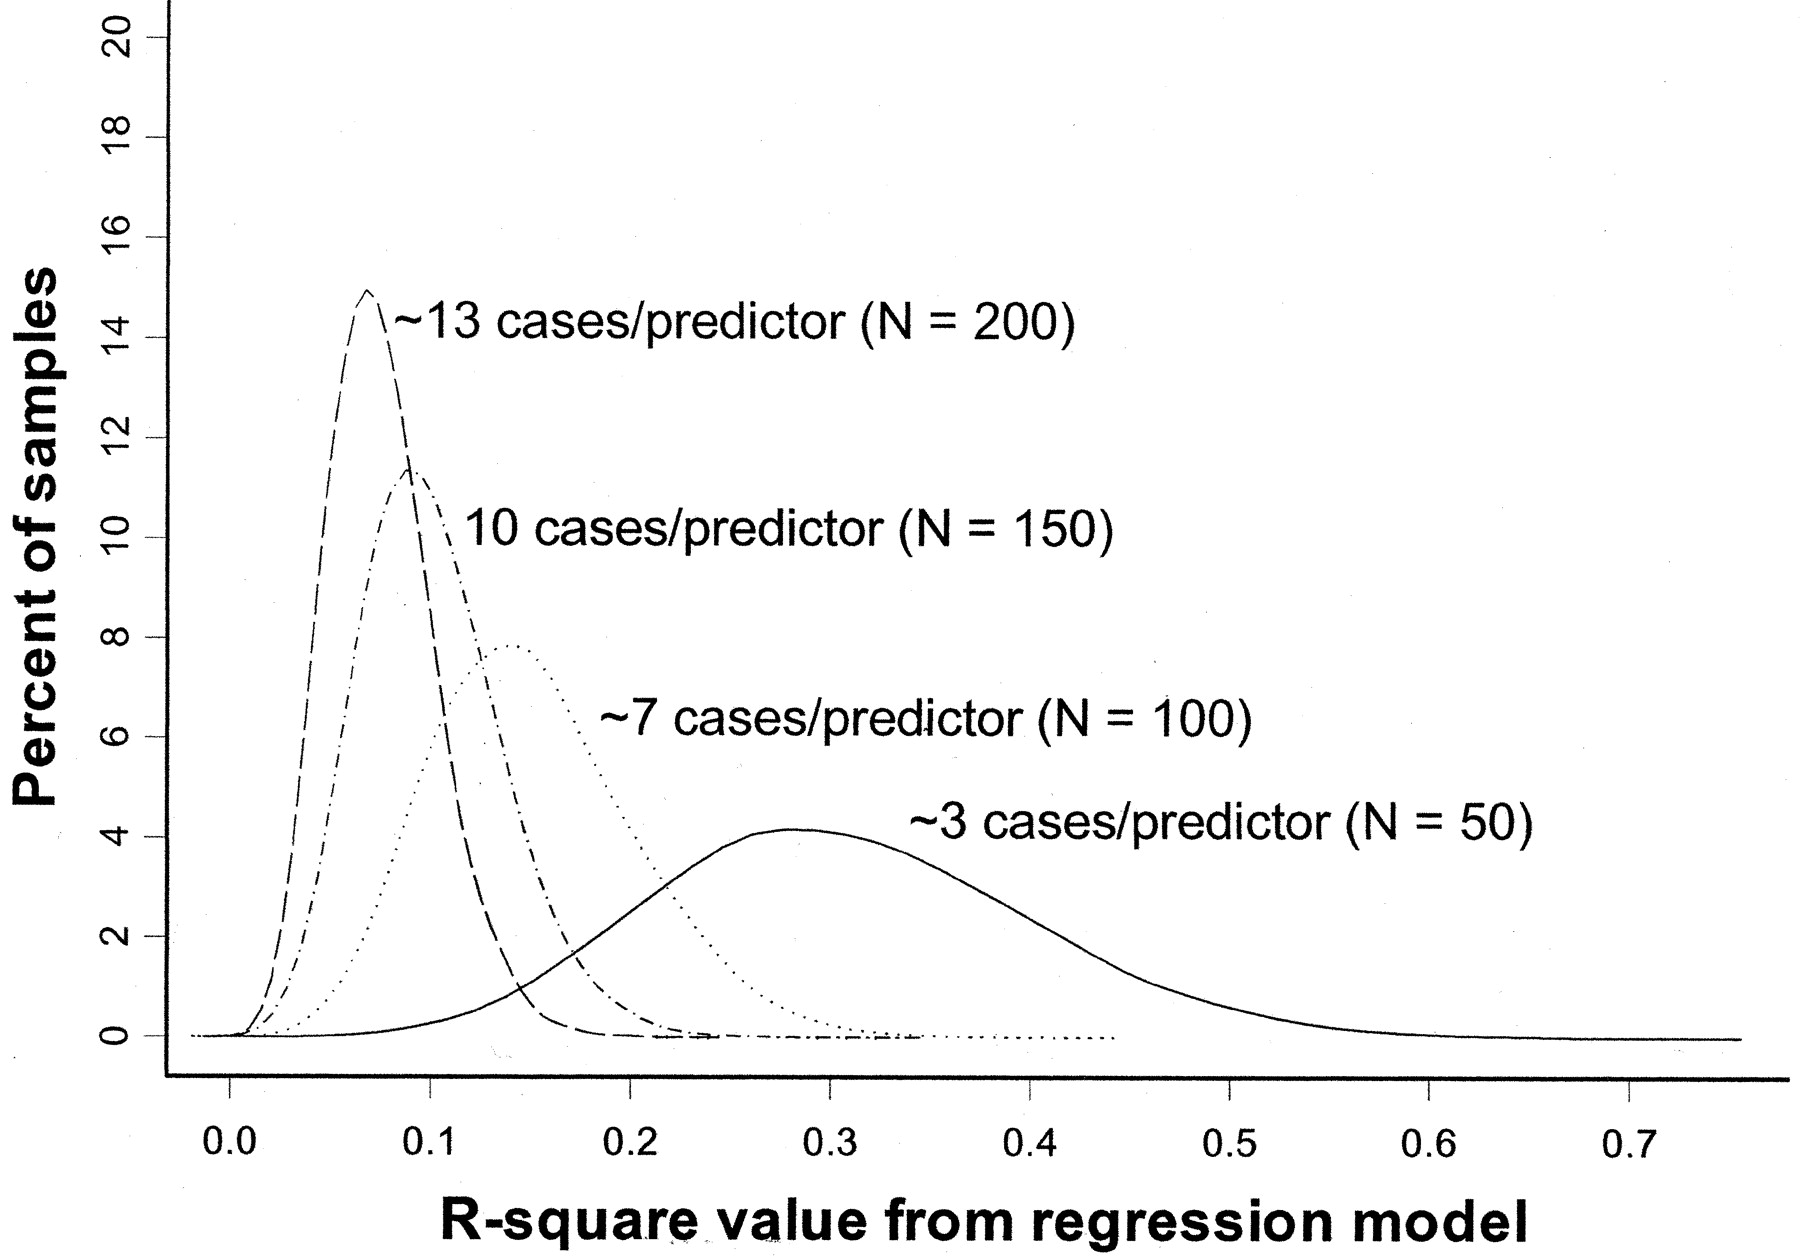 20
18
16
14
12
10
8
6
4
2
0
Percent of samples
~13 cases/predictor (N = 200)
10 cases/predictor (N = 150)
~7 cases/predictor (N = 100)
~3 cases/predictor (N = 50)
0.0 0.1 0.2 0.3 0.4 0.5 0.6 0.7
R-square value from regression model